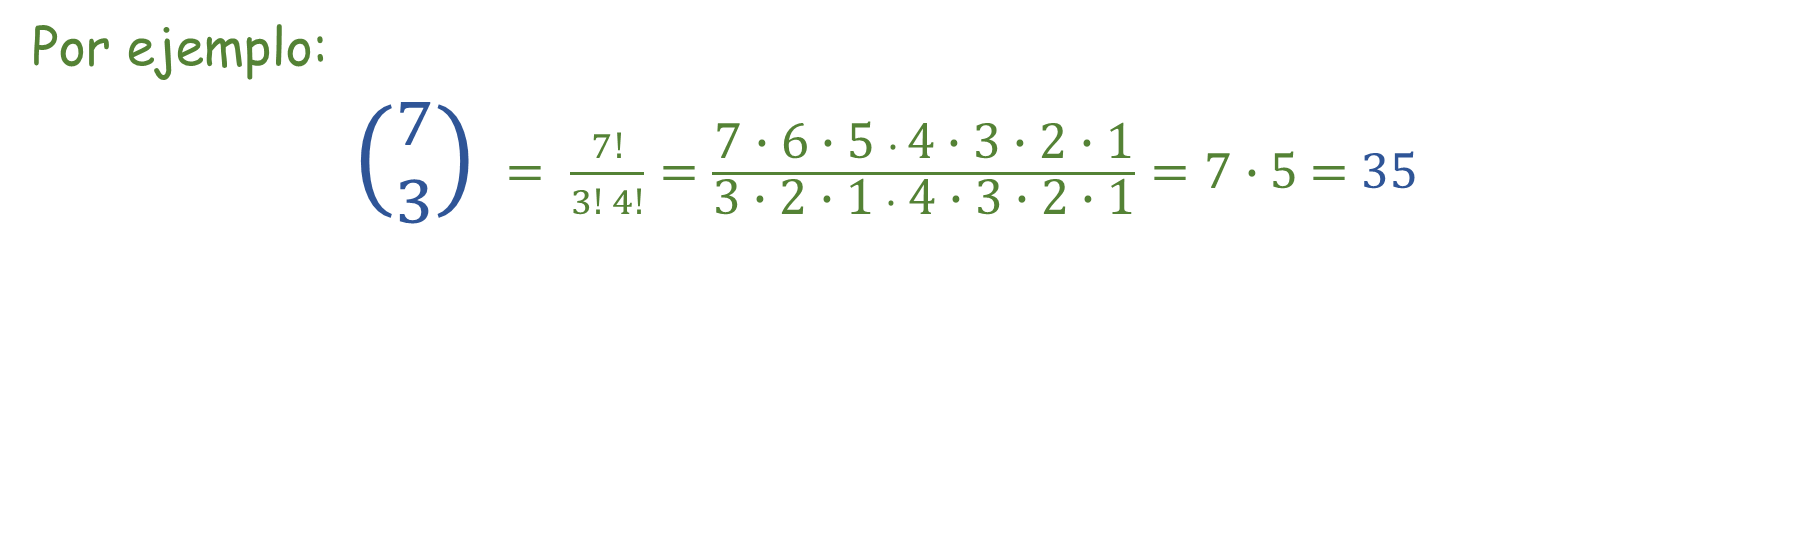 Por ejemplo:
(7 3) = 7!/3! 4! = 7 · 6 · 5 · 4 · 3 · 2 · 1/3 · 2 · 1 · 4 · 3 · 2 · 1 = 7 · 5 = 35